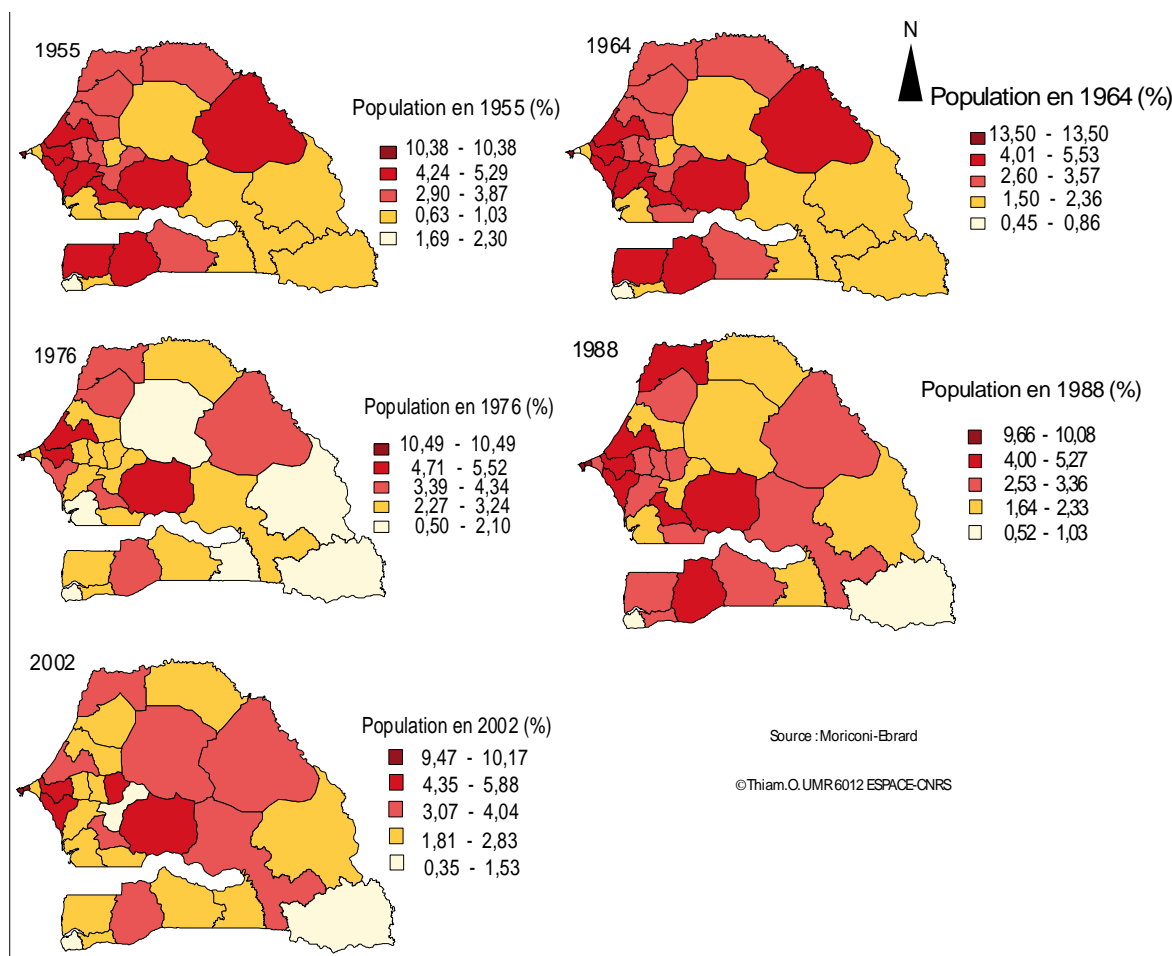 1955
Population en 1955 (%)
10,38 - 10,38
4,24 - 5,29
2,90 - 3,87
0,63 - 1,03
1,69 - 2,30
1964
N
Population en 1964 (%)
13,50 - 13,50
4,01 - 5,53
2,60 - 3,57
1,50 - 2,36
0,45 - 0,86
1976
Population en 1976 (%)
10,49 - 10,49
4,71 - 5,52
3,39 - 4,34
2,27 - 3,24
0,50 - 2,10
1988
Population en 1988 (%)
9,66 - 10,08
4,00 - 5,27
2,53 - 3,36
1,64 - 2,33
0,52 - 1,03
2002
Population en 2002 (%)
9,47 - 10,17
4,35 - 5,88
3,07 - 4,04
1,81 - 2,83
0,35 - 1,53
Source : Moriconi-Ebrard
©Thiam.O. UMR 6012 ESPACE-CNRS